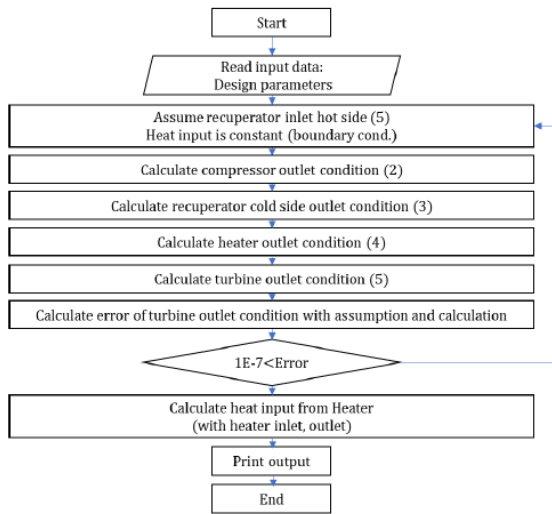 Start
Read input data:
Design parameters
Assume recuperator inlet hot side (5)
Heat input is constant (boundary cond.)
Calculate compressor outlet condition (2)
Calculate recuperator cold side outlet condition (3)
Calculate heater outlet condition (4)
Calculate turbine outlet condition (5)
Calculate error of turbine outlet condition with assumption and calculation
1E-7<Error
Calculate heat input from Heater
(with heater inlet, outlet)
Print output
End